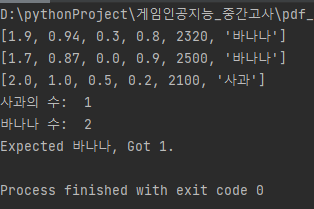 D:\pythonProject\게임인공지능_중간고사\pdf_
[1.9, 0.94, 0.3, 0.8, 2320, '바나나']
[1.7, 0.87, 0.0, 0.9, 2500, '바나나']
[2.0, 1.0, 0.5, 0.2, 2100, '사과']
사과의 수:  1
바나나 수:  2
Expected 바나나, Got 1.
Process finished with exit code 0